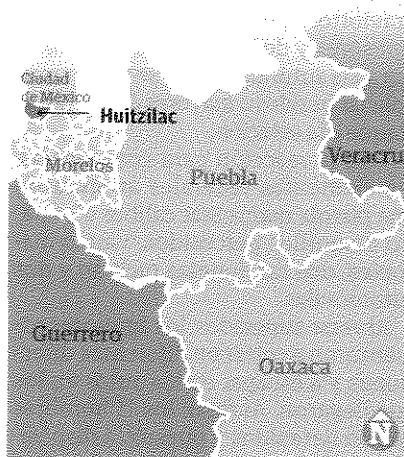 Ciudad
de México
Huitzilac
Morelos
Puebla
Veracru
Guerrero
Oaxaca
N